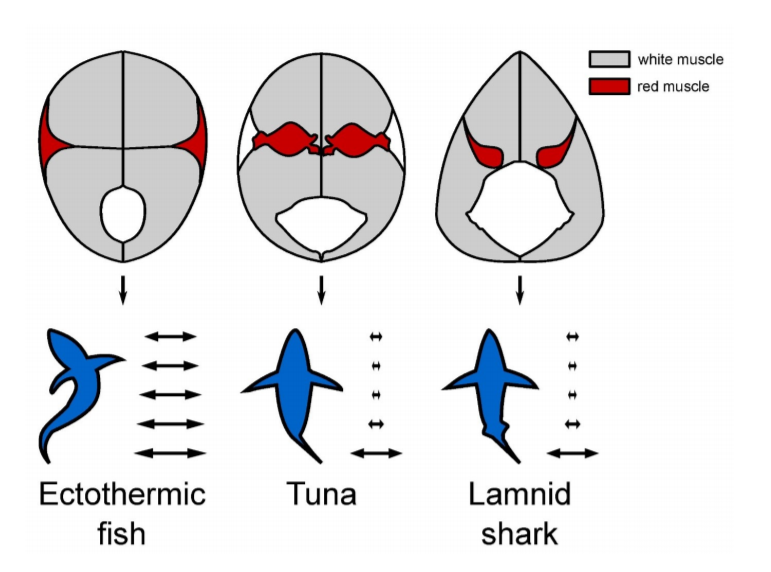 white muscle
red muscle
Ectothermic
fish
Tuna
Lamnid
shark